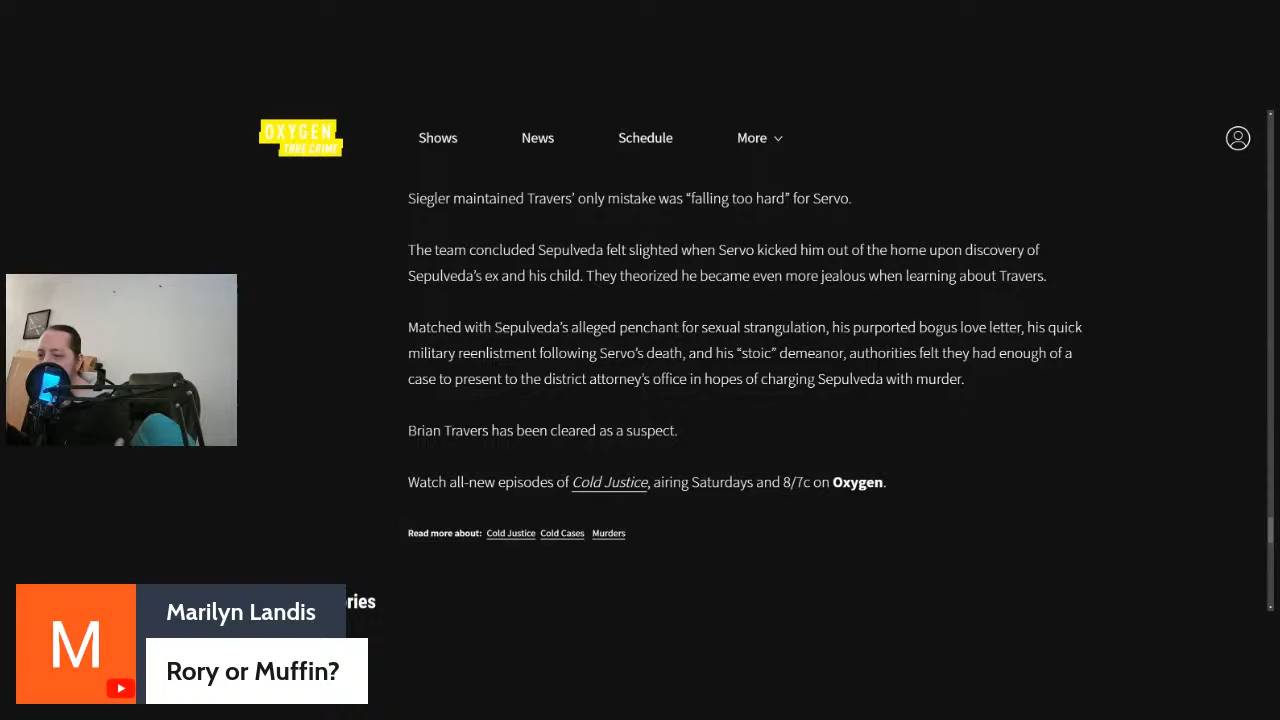 OXYGEN
TRUE CRIME
Shows
News
Schedule
More
Siegler maintained Travers’ only mistake was “falling too hard” for Servo.
The team concluded Sepulveda felt slighted when Servo kicked him out of the home upon discovery of
Sepulveda’s ex and his child. They theorized he became even more jealous when learning about Travers.
Matched with Sepulveda’s alleged penchant for sexual strangulation, his purported bogus love letter, his quick
military reenlistment following Servo’s death, and his “stoic” demeanor, authorities felt they had enough of a
case to present to the district attorney’s office in hopes of charging Sepulveda with murder.
Brian Travers has been cleared as a suspect.
Watch all-new episodes of Cold Justice, airing Saturdays and 8/7c on Oxygen.
Read more about: Cold Justice Cold Cases Murders
M
Marilyn Landis
Rory or Muffin?